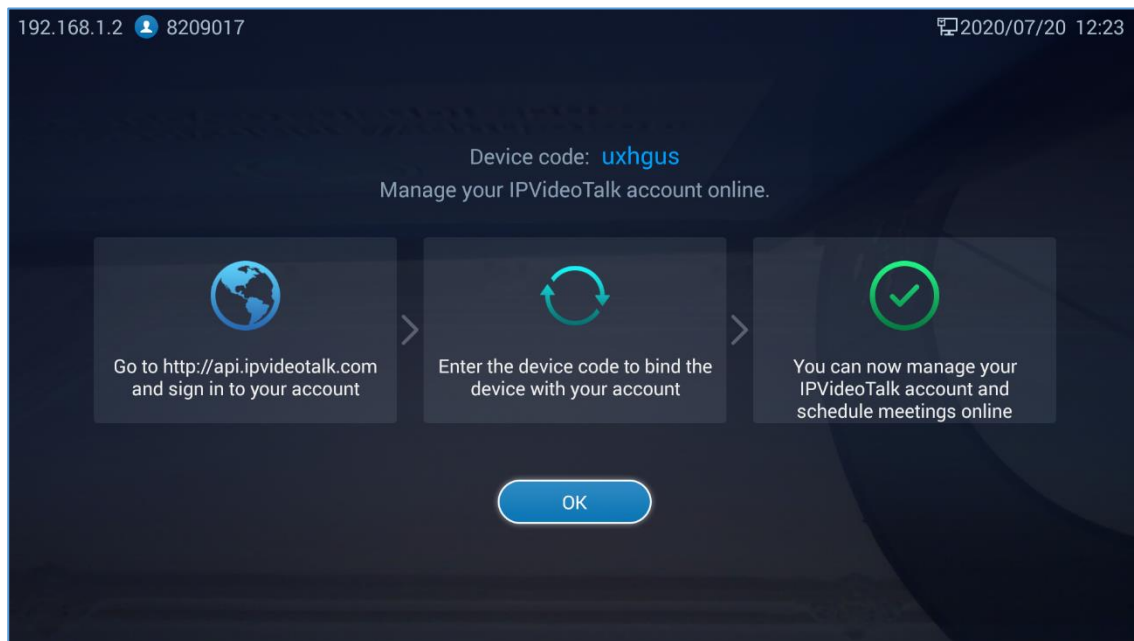 192.168.1.2 8209017 2020/07/20 12:23
Device code: uxhgus
Manage your IPVideoTalk account online.
Go to http://api.ipvideotalk.com
and sign in to your account
Enter the device code to bind the
device with your account
You can now manage your
IPVideoTalk account and
schedule meetings online
OK